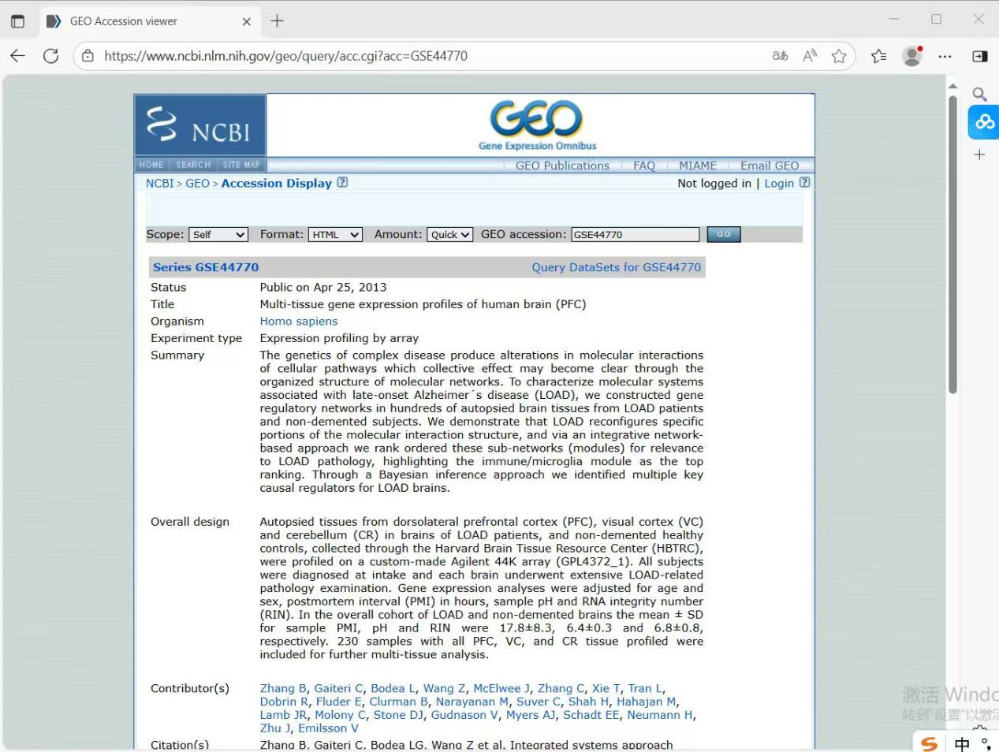 GEO Accession viewer
https://www.ncbi.nlm.nih.gov/geo/query/acc.cgi?acc=GSE44770
NCBI
GEO
Gene Expression Omnibus
HOME SEARCH SITE MAP
GEO Publications FAQ MIAME Email GEO
NCBI > GEO > Accession Display ? Not logged in | Login ?
Scope: Self Format: HTML Amount: Quick GEO accession: GSE44770 GO
Series GSE44770 Query DataSets for GSE44770
Status Public on Apr 25, 2013
Title Multi-tissue gene expression profiles of human brain (PFC)
Organism Homo sapiens
Experiment type Expression profiling by array
Summary The genetics of complex disease produce alterations in molecular interactions
of cellular pathways which collective effect may become clear through the
organized structure of molecular networks. To characterize molecular systems
associated with late-onset Alzheimer´s disease (LOAD), we constructed gene
regulatory networks in hundreds of autopsied brain tissues from LOAD patients
and non-demented subjects. We demonstrate that LOAD reconfigures specific
portions of the molecular interaction structure, and via an integrative network-
based approach we rank ordered these sub-networks (modules) for relevance
to LOAD pathology, highlighting the immune/microglia module as the top
ranking. Through a Bayesian inference approach we identified multiple key
causal regulators for LOAD brains.
Overall design Autopsied tissues from dorsolateral prefrontal cortex (PFC), visual cortex (VC)
and cerebellum (CR) in brains of LOAD patients, and non-demented healthy
controls, collected through the Harvard Brain Tissue Resource Center (HBTRC),
were profiled on a custom-made Agilent 44K array (GPL4372_1). All subjects
were diagnosed at intake and each brain underwent extensive LOAD-related
pathology examination. Gene expression analyses were adjusted for age and
sex, postmortem interval (PMI) in hours, sample pH and RNA integrity number
(RIN). In the overall cohort of LOAD and non-demented brains the mean ± SD
for sample PMI, pH and RIN were 17.8±8.3, 6.4±0.3 and 6.8±0.8,
respectively. 230 samples with all PFC, VC, and CR tissue profiled were
included for further multi-tissue analysis.
Contributor(s) Zhang B, Gaiteri C, Bodea L, Wang Z, McElwee J, Zhang C, Xie T, Tran L,
Dobrin R, Fluder E, Clurman B, Narayanan M, Suver C, Shah H, Hahajan M,
Lamb JR, Molony C, Stone DJ, Gudnason V, Myers AJ, Schadt EE, Neumann H,
Zhu J, Emilsson V
Citation(s) Zhang B, Gaiteri C, Bodea LG, Wang Z et al. Integrated systems approach
激活 Windo
转到"设置"以激活
中